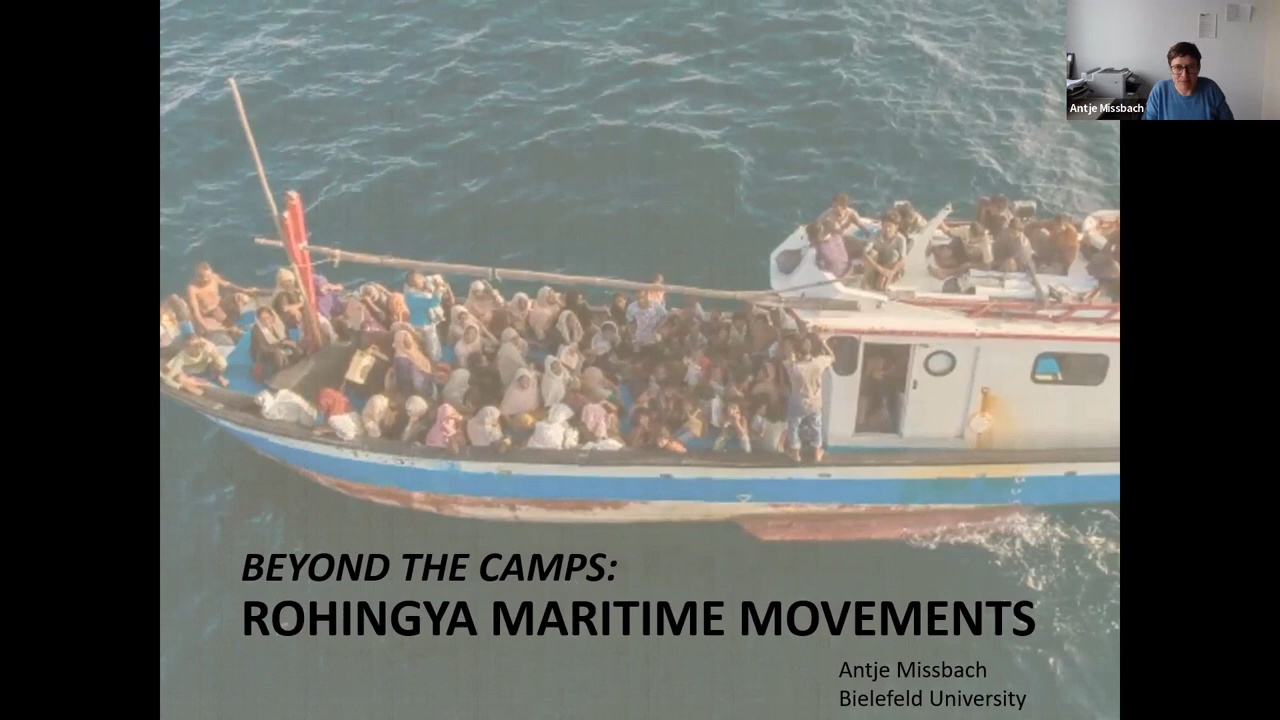 Antje Missbach
BEYOND THE CAMPS:
ROHINGYA MARITIME MOVEMENTS
Antje Missbach
Bielefeld University